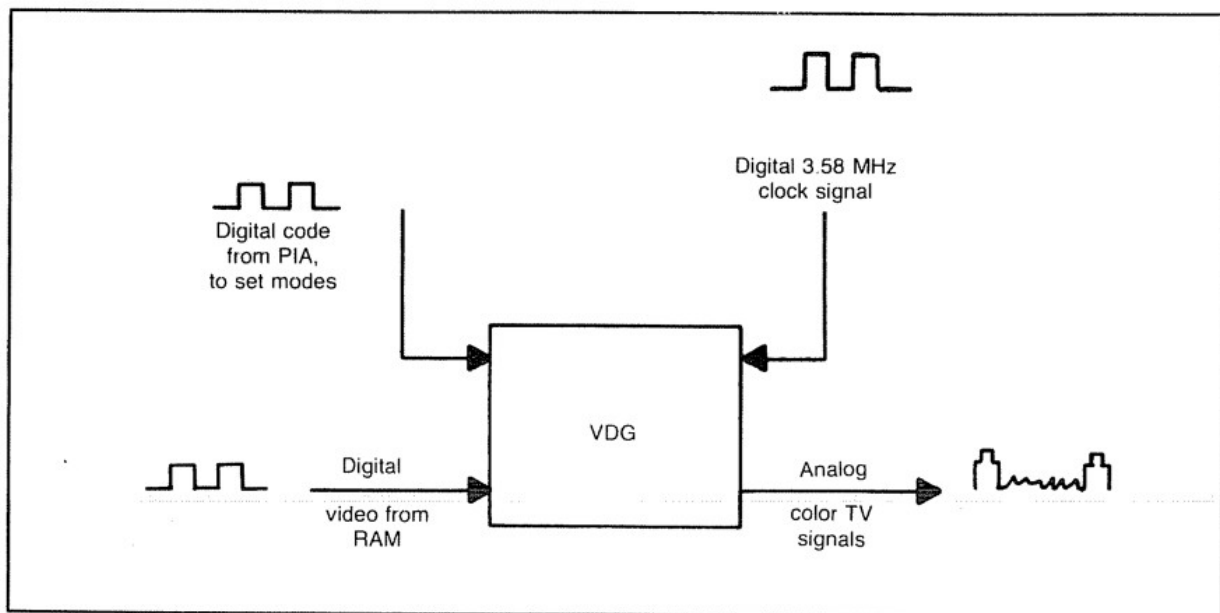 Digital 3.58 MHz
clock signal
Digital code
from PIA,
to set modes
VDG
Digital
video from
RAM
Analog
color TV
signals